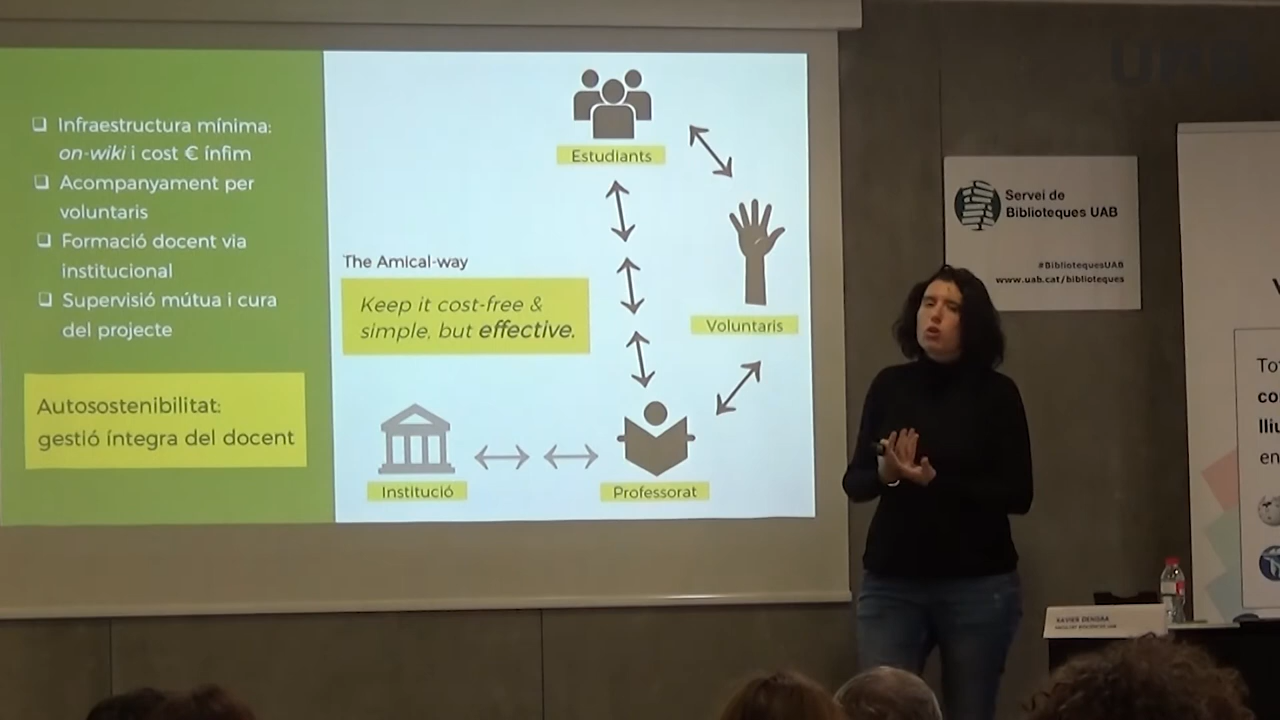 UAB
❑ Infraestructura mínima:
on-wiki i cost € ínfim
❑ Acompanyament per
voluntaris
❑ Formació docent via
institucional
❑ Supervisió mútua i cura
del projecte
Autosostenibilitat:
gestió íntegra del docent
Estudiants
The Amical-way
Keep it cost-free &
simple, but effective.
Voluntaris
Institució
Professorat
Servei de
Biblioteques UAB
#BibliotequesUAB
www.uab.cat/biblioteques
XAVIER DENGRA